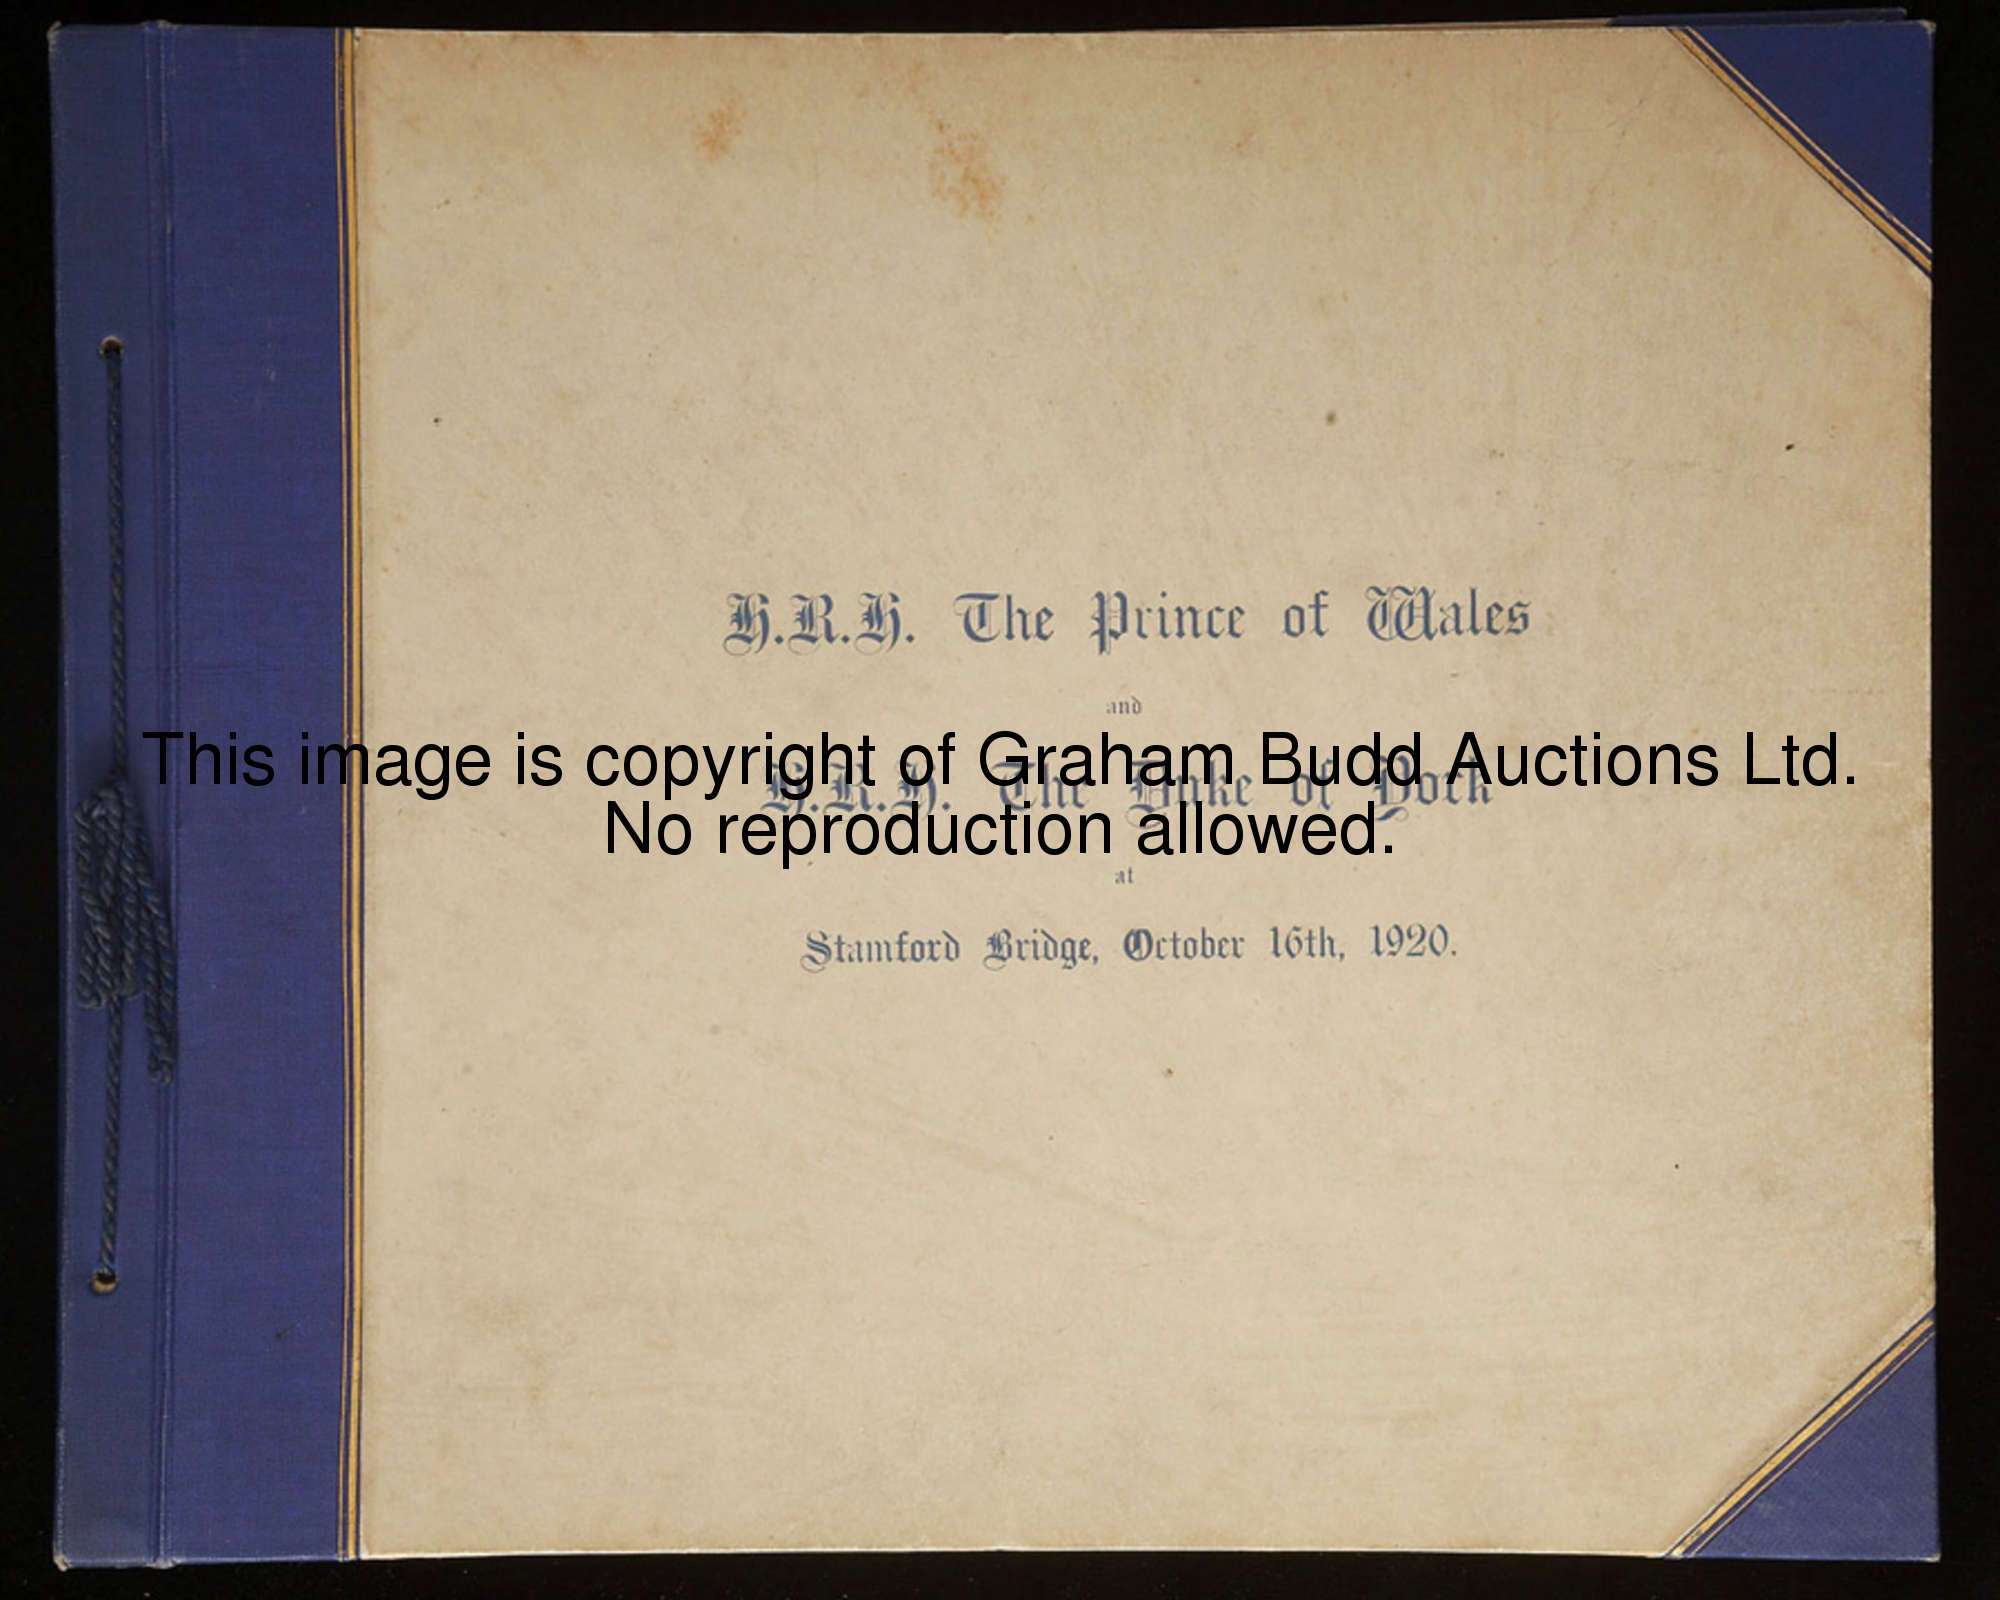 H.R.H. The Prince of Wales
and
This image is copyright of Graham Budd Auctions Ltd.
H.R.H. The Duke of York
No reproduction allowed.
at
Stamford Bridge, October 16th, 1920.